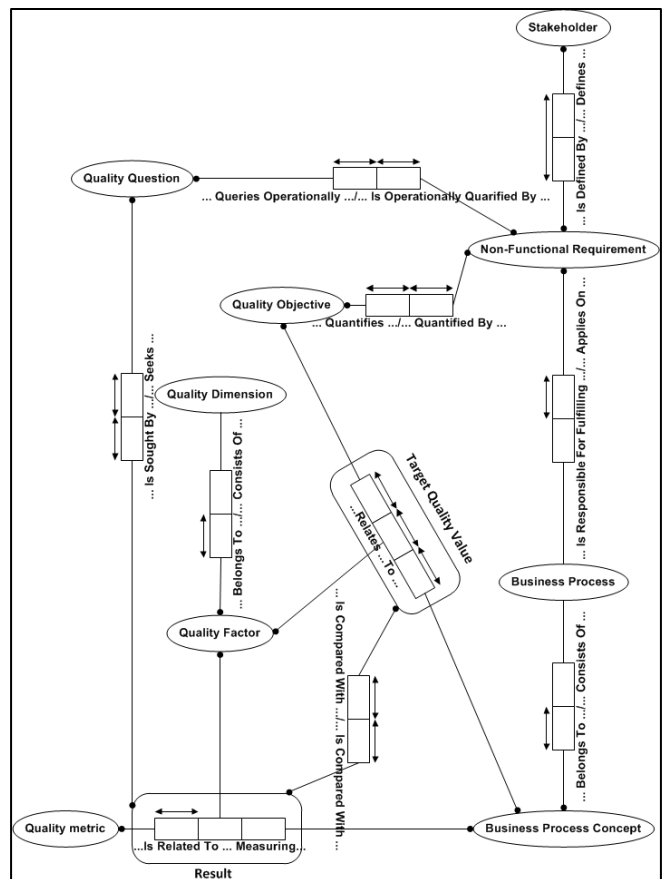 Stakeholder
... Is Defined By .../... Defines ...
Quality Question
... Queries Operationally .../... Is Operationally Quarified By ...
Non-Functional Requirement
Quality Objective
... Quantifies .../... Quantified By ...
... Is Responsible For Fulfilling .../... Applies On ...
... Is Sought By .../... Seeks ...
Quality Dimension
... Belongs To .../... Consists Of ...
Target Quality Value
...Relates ...To ...
Business Process
Quality Factor
... Is Compared With .../... Is Compared With ...
... Belongs To .../... Consists Of ...
Quality metric
...Is Related To ... Measuring...
Business Process Concept
Result